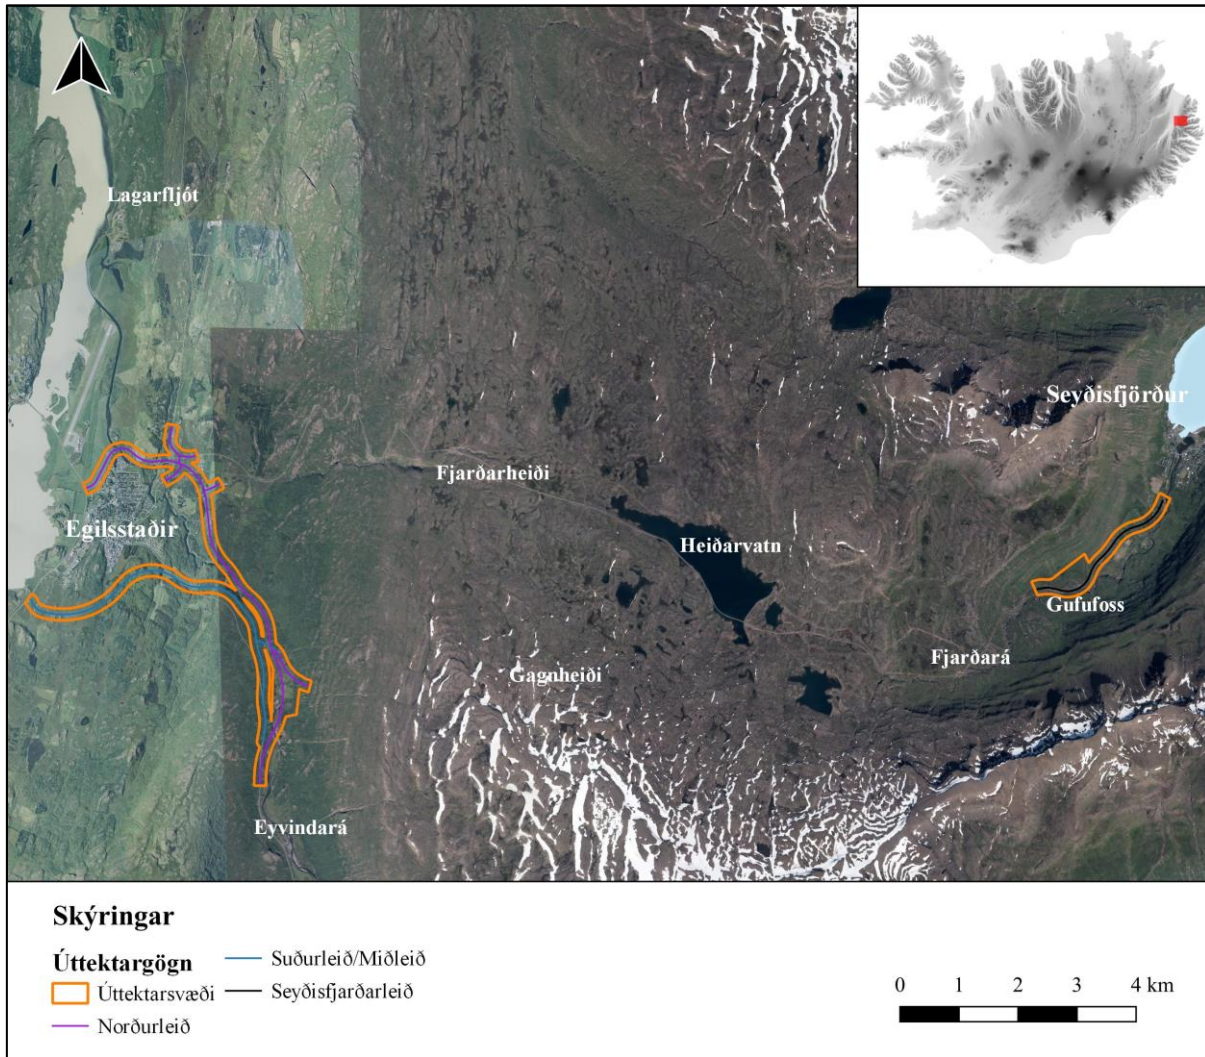 Lagarfljót
Seyðisfjörður
Fjarðarheiði
Egilsstaðir
Heiðarvatn
Gufufoss
Fjarðará
Gagnheiði
Eyvindará
Skýringar
Úttektargögn
Úttektarsvæði
Norðurleið
Suðurleið/Miðleið
Seyðisfjarðarleið
0 1 2 3 4 km